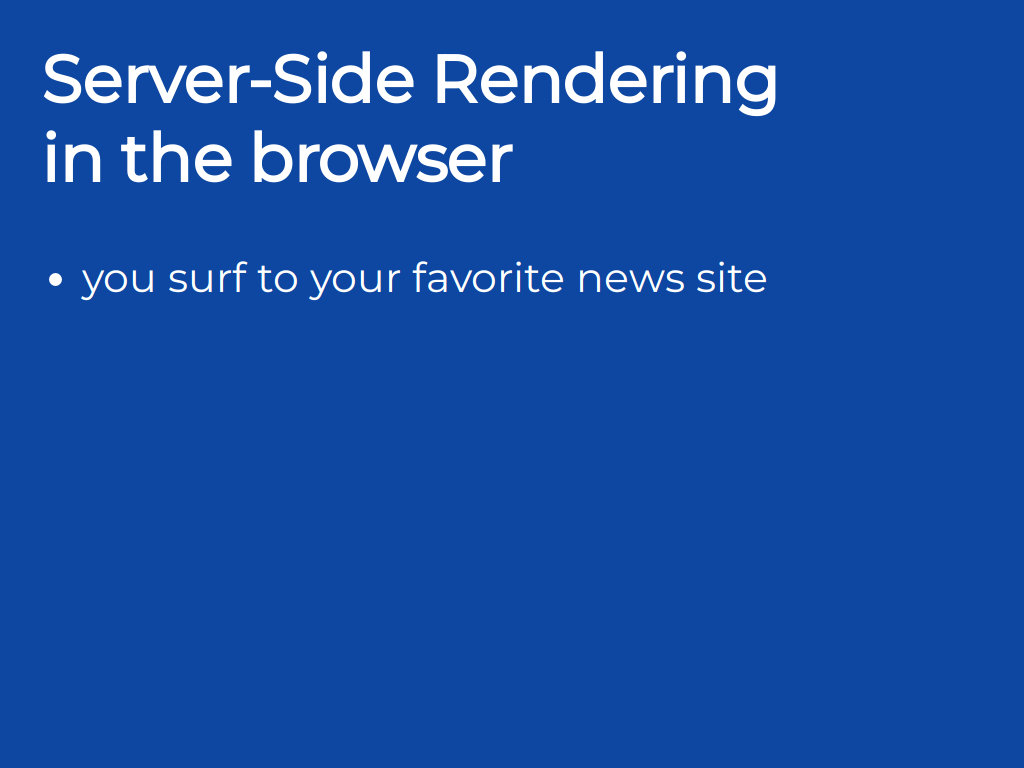 Server-Side Rendering
in the browser
• you surf to your favorite news site